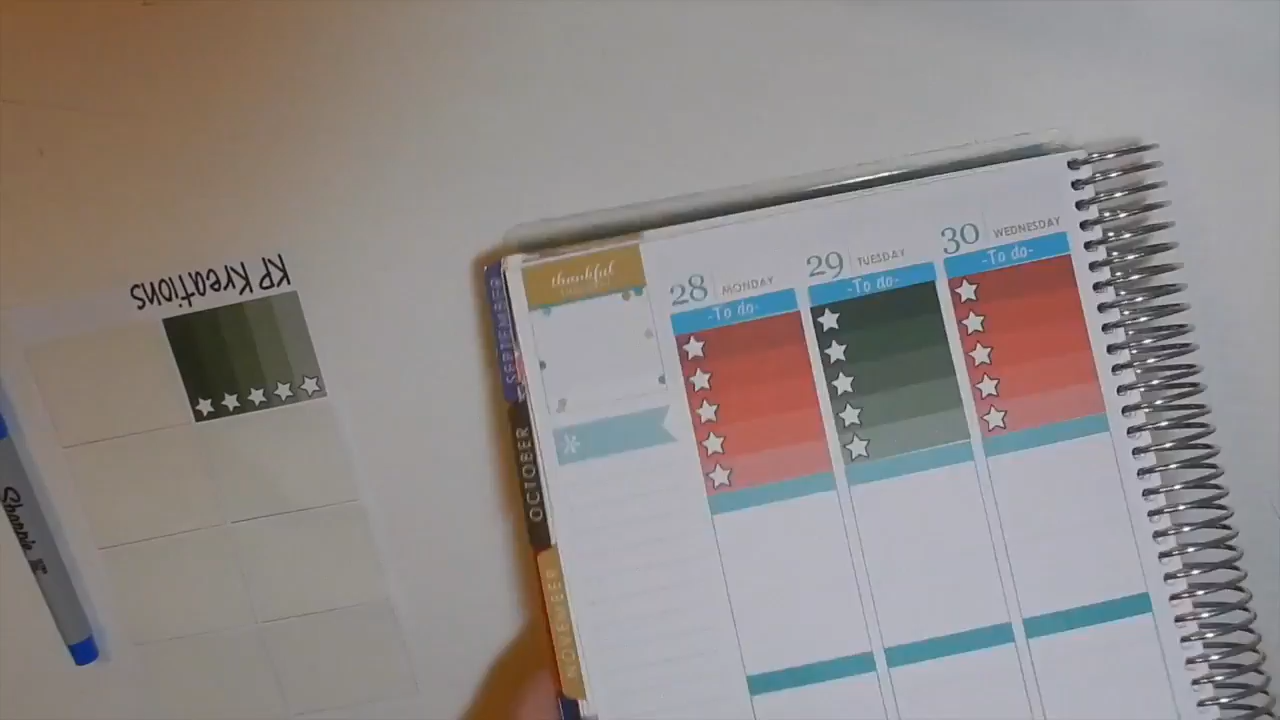 KP Kreations
thankful
28 MONDAY
29 TUESDAY
30 WEDNESDAY
-To do-
-To do-
-To do-
SEPTEMBER
OCTOBER
NOVEMBER
Sharpie